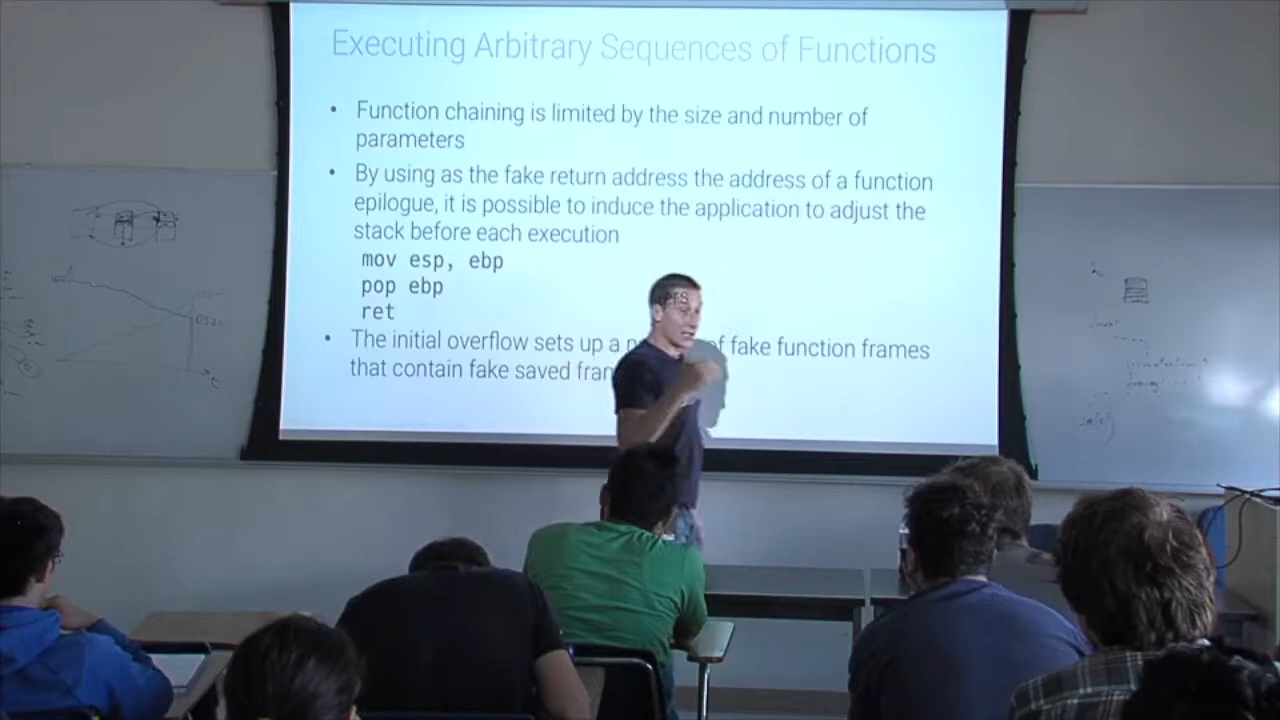 Executing Arbitrary Sequences of Functions
• Function chaining is limited by the size and number of
parameters
• By using as the fake return address the address of a function
epilogue, it is possible to induce the application to adjust the
stack before each execution
mov esp, ebp
pop ebp
ret
• The initial overflow sets up a of fake function frames
that contain fake saved